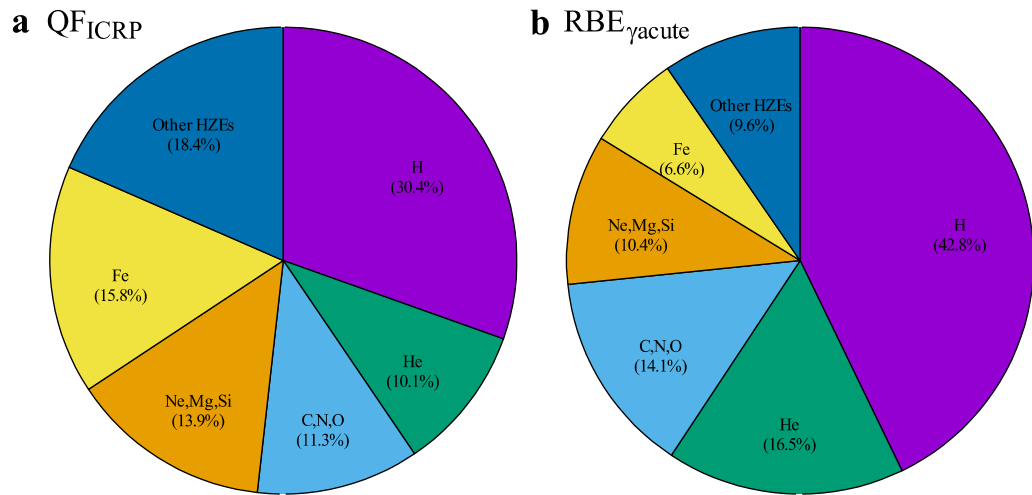 a QF_ICRP
Other HZEs
(18.4%)
H
(30.4%)
Fe
(15.8%)
He
(10.1%)
Ne,Mg,Si
(13.9%)
C,N,O
(11.3%)
b RBE_γacute
Other HZEs
(9.6%)
Fe
(6.6%)
Ne,Mg,Si
(10.4%)
H
(42.8%)
C,N,O
(14.1%)
He
(16.5%)